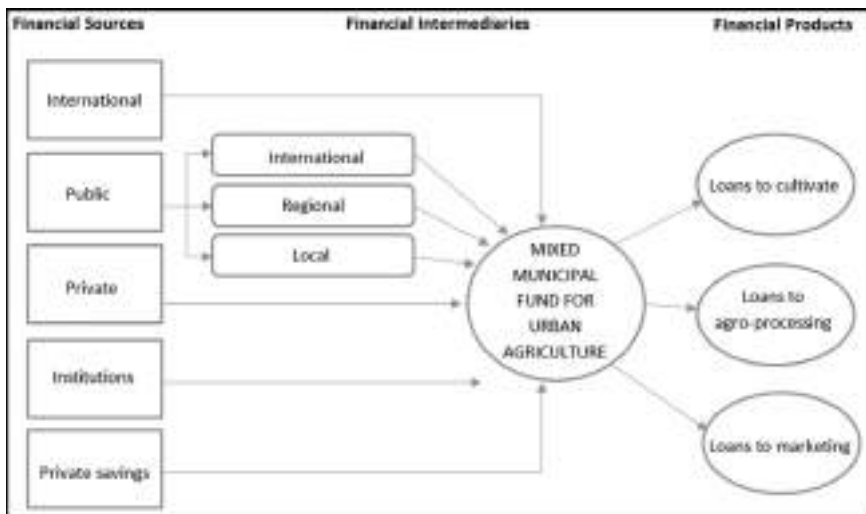 Financial Sources
Financial Intermediaries
Financial Products
International
Public
Private
Institutions
Private savings
International
Regional
Local
MIXED
MUNICIPAL
FUND FOR
URBAN
AGRICULTURE
Loans to cultivate
Loans to
agro-processing
Loans to marketing